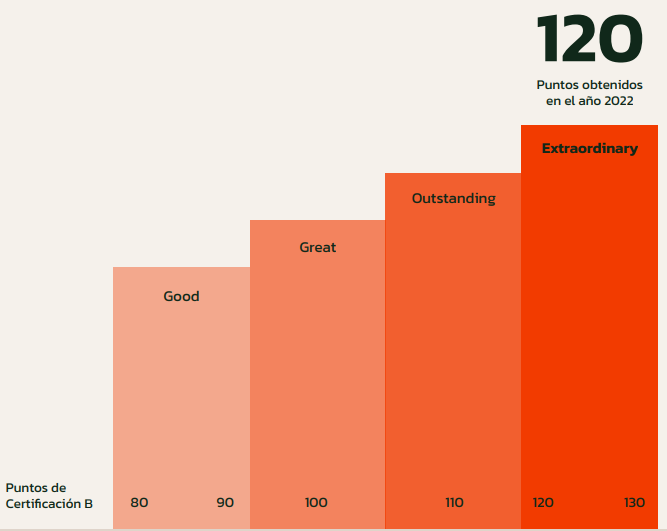 120
Puntos obtenidos
en el año 2022
Extraordinary
Outstanding
Great
Good
Puntos de
Certificación B
80 90 100 110 120 130